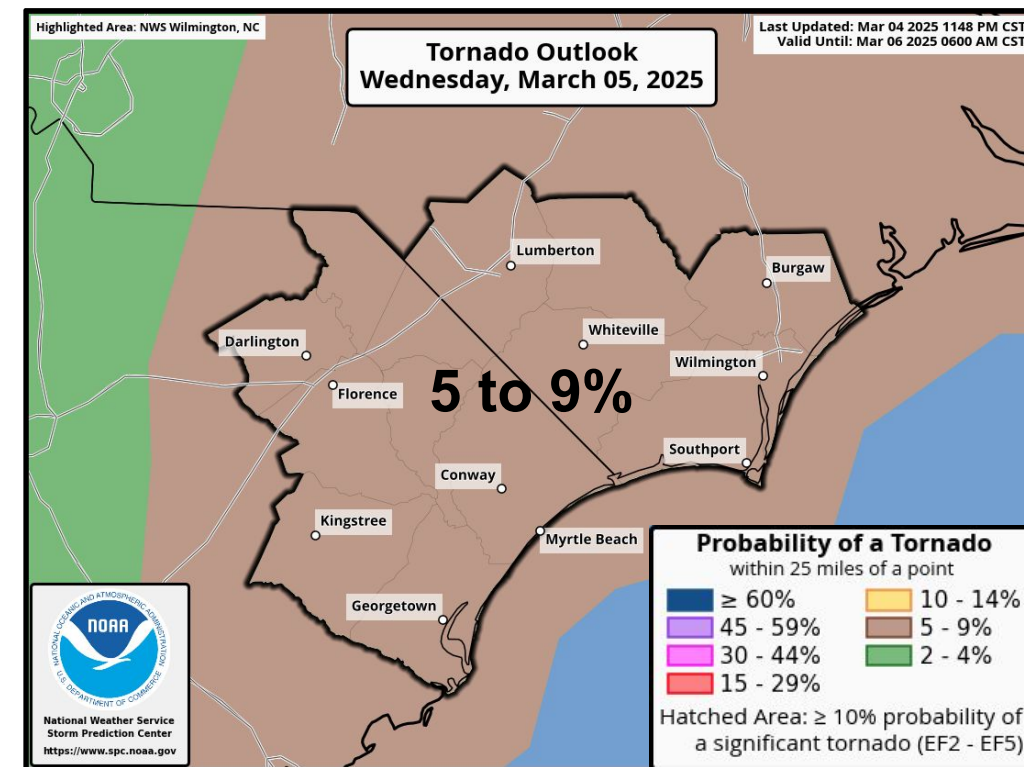 Highlighted Area: NWS Wilmington, NC
Last Updated: Mar 04 2025 1148 PM CST
Valid Until: Mar 06 2025 0600 AM CST
Tornado Outlook
Wednesday, March 05, 2025
Lumberton
Burgaw
Whiteville
Darlington
Wilmington
Florence
5 to 9%
Southport
Conway
Kingstree
Myrtle Beach
Georgetown
Probability of a Tornado
within 25 miles of a point
≥ 60%
10 - 14%
45 - 59%
5 - 9%
30 - 44%
2 - 4%
15 - 29%
Hatched Area: ≥ 10% probability of
a significant tornado (EF2 - EF5)
NATIONAL OCEANIC AND ATMOSPHERIC ADMINISTRATION
NOAA
U.S. DEPARTMENT OF COMMERCE
National Weather Service
Storm Prediction Center
https://www.spc.noaa.gov